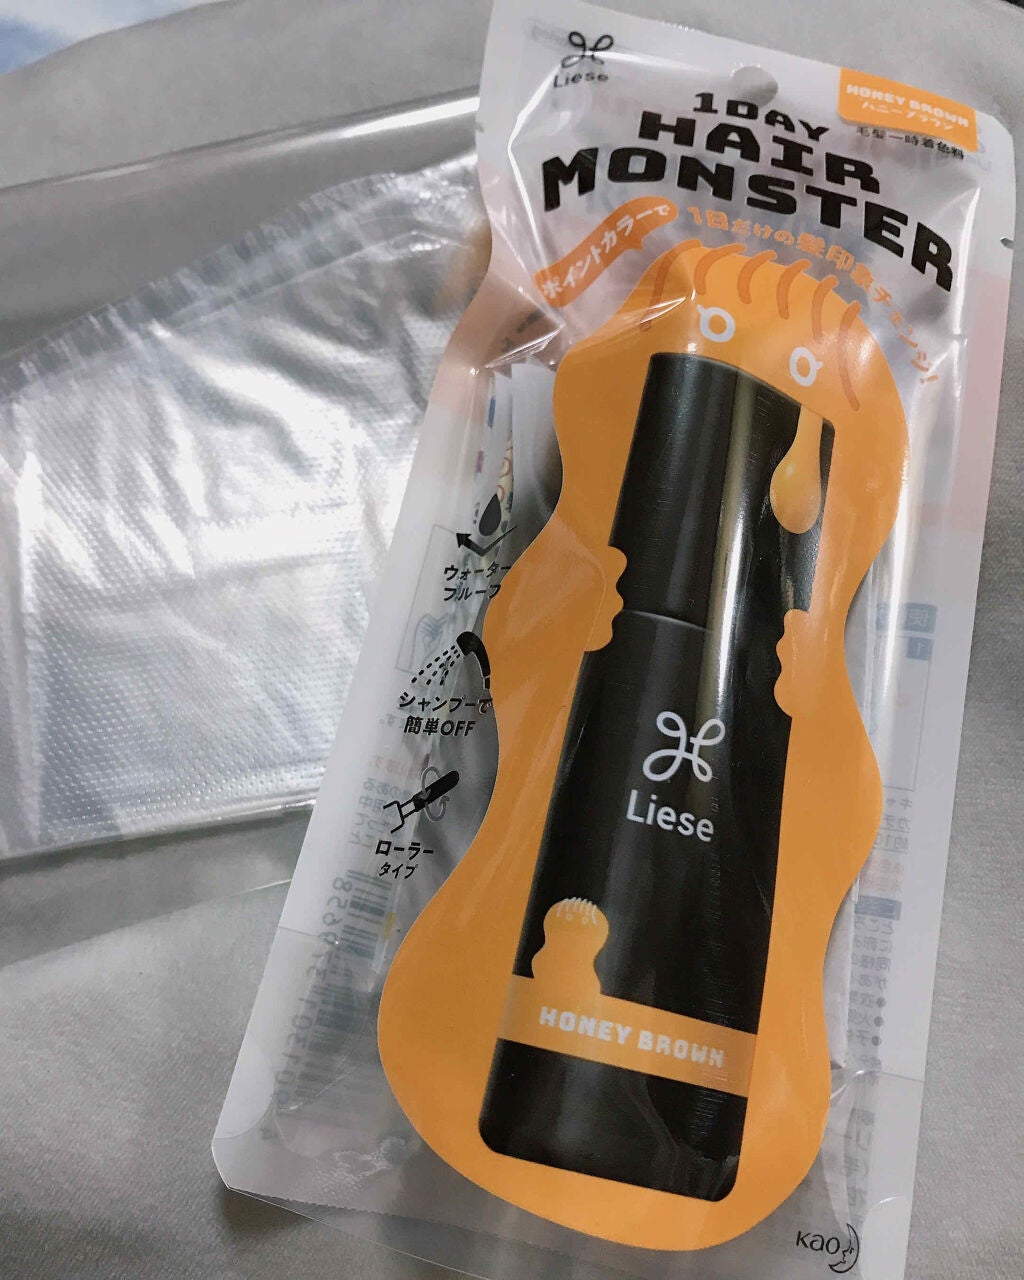 Liese
HONEY BROWN
ハニーブラウン
1DAY
HAIR
MONSTER
毛髪一時着色料
ポイントカラーで
1日だけの髪印象チェンジ!
ウォーター
プルーフ
シャンプーで
簡単OFF
ローラー
タイプ
Liese
HONEY BROWN
Kao